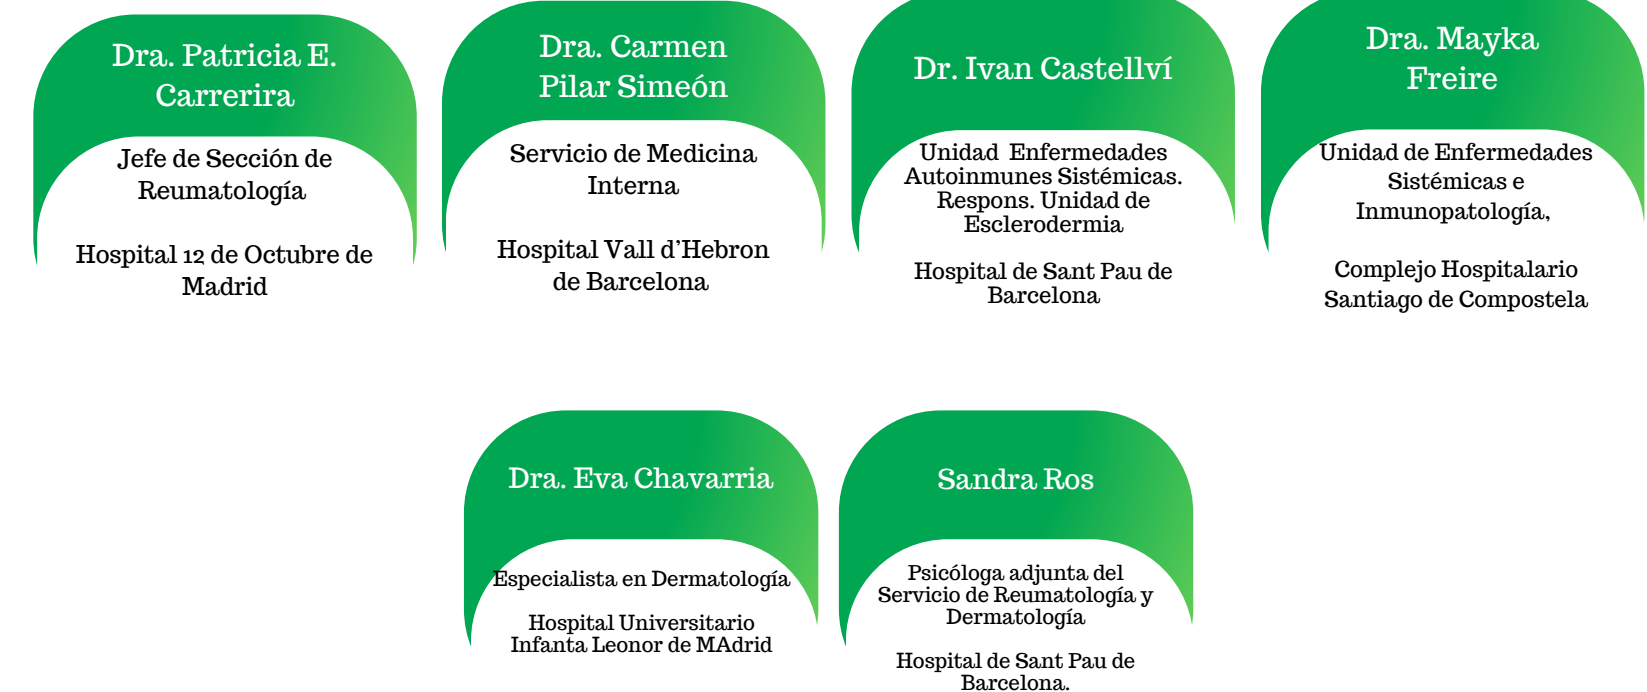 Dra. Patricia E.
Carrerira
Jefe de Sección de
Reumatología
Hospital 12 de Octubre de
Madrid
Dra. Carmen
Pilar Simeón
Servicio de Medicina
Interna
Hospital Vall d’Hebron
de Barcelona
Dr. Ivan Castellví
Unidad Enfermedades
Autoinmunes Sistémicas.
Respons. Unidad de
Esclerodermia
Hospital de Sant Pau de
Barcelona
Dra. Mayka
Freire
Unidad de Enfermedades
Sistémicas e
Inmunopatología,
Complejo Hospitalario
Santiago de Compostela
Dra. Eva Chavarria
Especialista en Dermatología
Hospital Universitario
Infanta Leonor de MAdrid
Sandra Ros
Psicóloga adjunta del
Servicio de Reumatología y
Dermatología
Hospital de Sant Pau de
Barcelona.